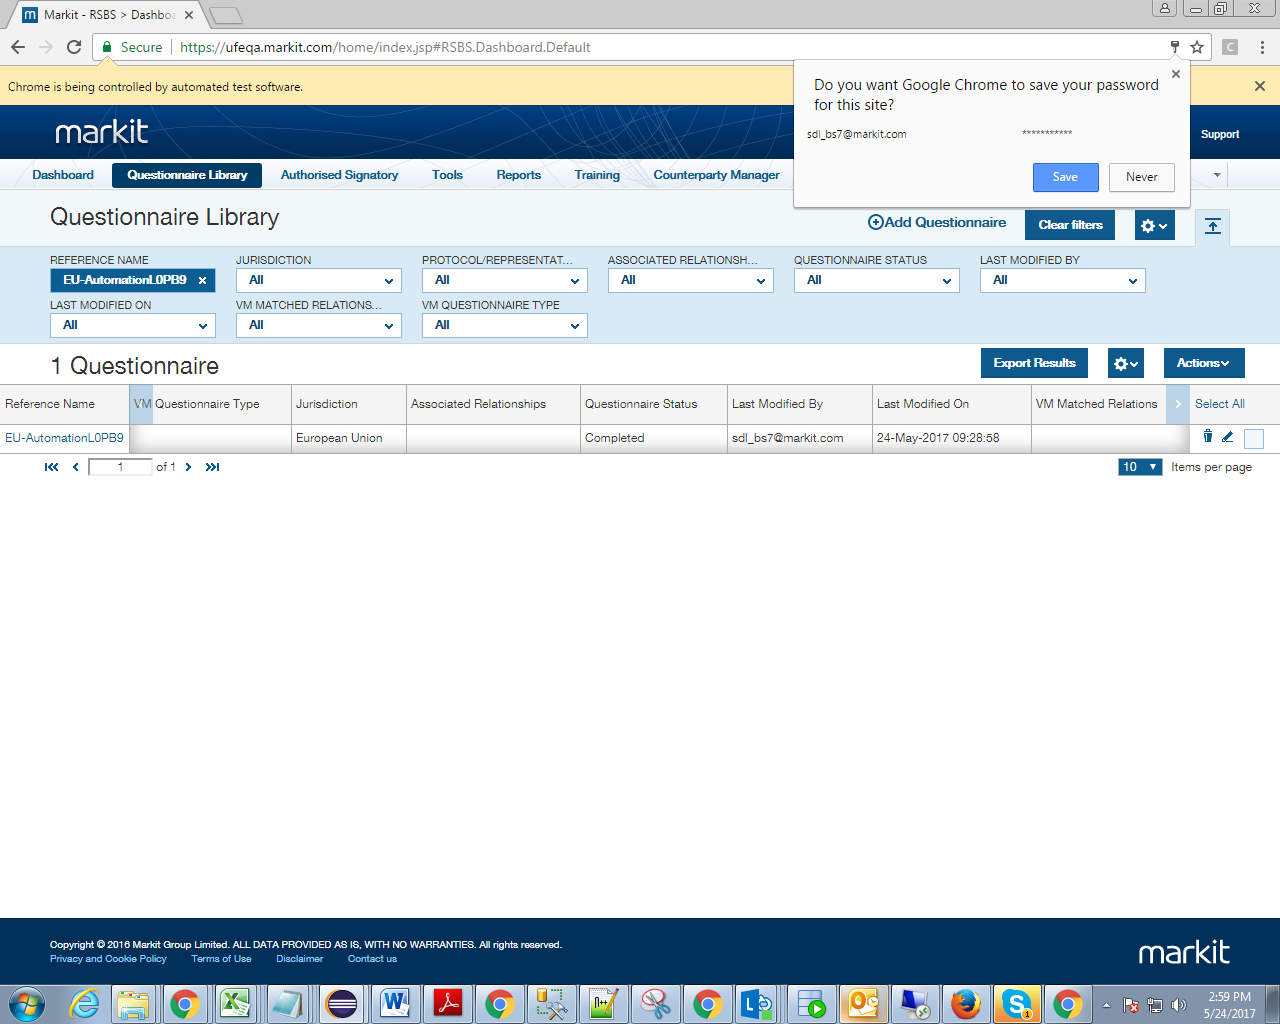 Markit - RSBS > Dashboa
Secure https://ufeqa.markit.com/home/index.jsp#RSBS.Dashboard.Default
Chrome is being controlled by automated test software.
Do you want Google Chrome to save your password
for this site?
sdl_bs7@markit.com ***********
Save Never
markit
Support
Dashboard Questionnaire Library Authorised Signatory Tools Reports Training Counterparty Manager
Questionnaire Library
Add Questionnaire Clear filters
REFERENCE NAME JURISDICTION PROTOCOL/REPRESENTAT... ASSOCIATED RELATIONSH... QUESTIONNAIRE STATUS LAST MODIFIED BY
EU-AutomationL0PB9 All All All All All
LAST MODIFIED ON VM MATCHED RELATIONS... VM QUESTIONNAIRE TYPE
All All All
1 Questionnaire
Export Results Actions
Reference Name VM Questionnaire Type Jurisdiction Associated Relationships Questionnaire Status Last Modified By Last Modified On VM Matched Relations Select All
EU-AutomationL0PB9 European Union Completed sdl_bs7@markit.com 24-May-2017 09:28:58
1 of 1 10 Items per page
Copyright © 2016 Markit Group Limited. ALL DATA PROVIDED AS IS, WITH NO WARRANTIES. All rights reserved.
Privacy and Cookie Policy Terms of Use Disclaimer Contact us
markit
2:59 PM
5/24/2017